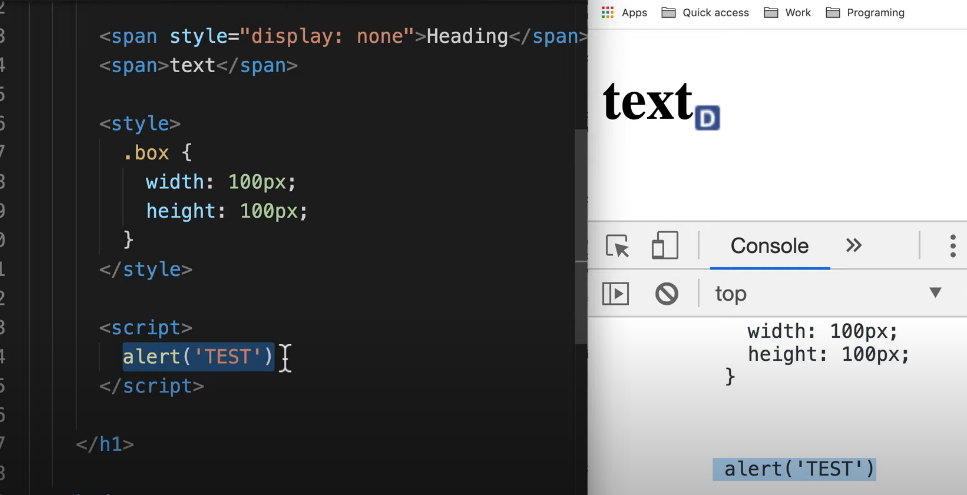 <span style="display: none">Heading</span>
<span>text</span>
<style>
.box {
width: 100px;
height: 100px;
}
</style>
<script>
alert('TEST')
</script>
</h1>
Apps Quick access Work Programing
text D
Console »
top
width: 100px;
height: 100px;
}
alert('TEST')